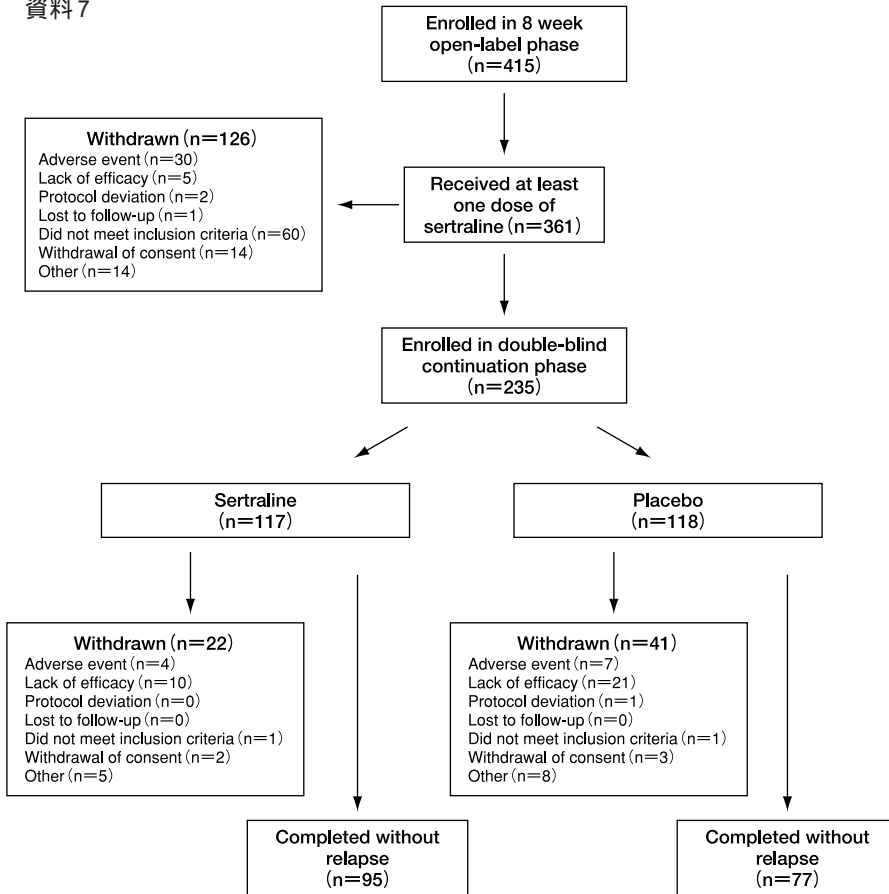 資料7
Enrolled in 8 week
open-label phase
(n=415)
Withdrawn (n=126)
Adverse event (n=30)
Lack of efficacy (n=5)
Protocol deviation (n=2)
Lost to follow-up (n=1)
Did not meet inclusion criteria (n=60)
Withdrawal of consent (n=14)
Other (n=14)
Received at least
one dose of
sertraline (n=361)
Enrolled in double-blind
continuation phase
(n=235)
Sertraline
(n=117)
Placebo
(n=118)
Withdrawn (n=22)
Adverse event (n=4)
Lack of efficacy (n=10)
Protocol deviation (n=0)
Lost to follow-up (n=0)
Did not meet inclusion criteria (n=1)
Withdrawal of consent (n=2)
Other (n=5)
Withdrawn (n=41)
Adverse event (n=7)
Lack of efficacy (n=21)
Protocol deviation (n=1)
Lost to follow-up (n=0)
Did not meet inclusion criteria (n=1)
Withdrawal of consent (n=3)
Other (n=8)
Completed without
relapse
(n=95)
Completed without
relapse
(n=77)